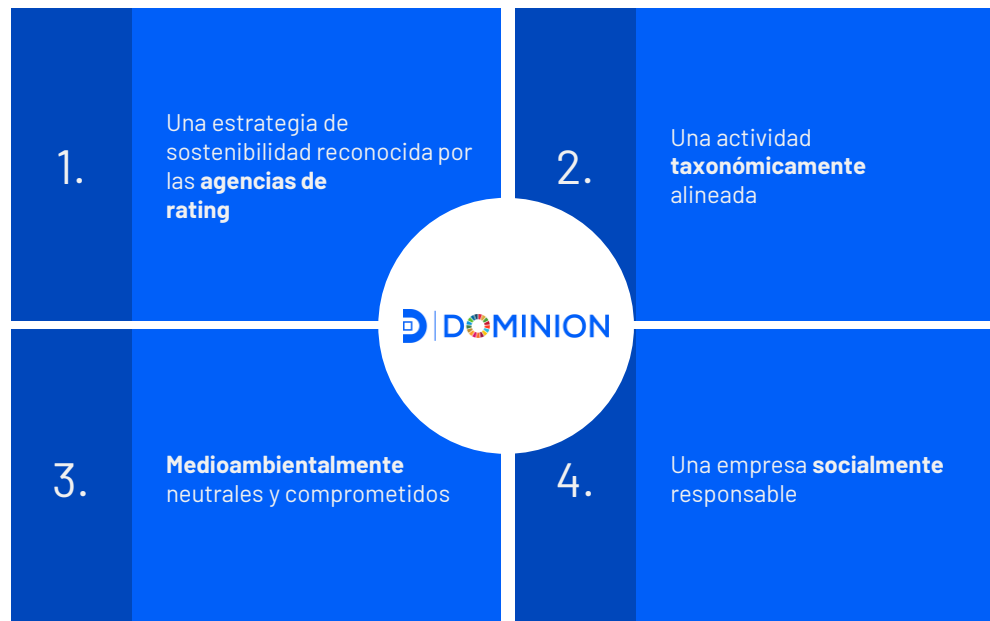 1.
Una estrategia de
sostenibilidad reconocida por
las agencias de
rating
2.
Una actividad
taxonómicamente
alineada
DOMINION
3.
Medioambientalmente
neutrales y comprometidos
4.
Una empresa socialmente
responsable